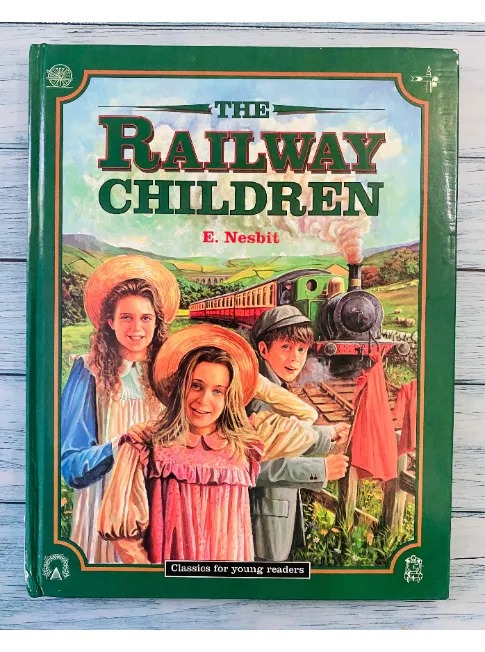 THE
RAILWAY
CHILDREN
E. Nesbit
Classics for young readers